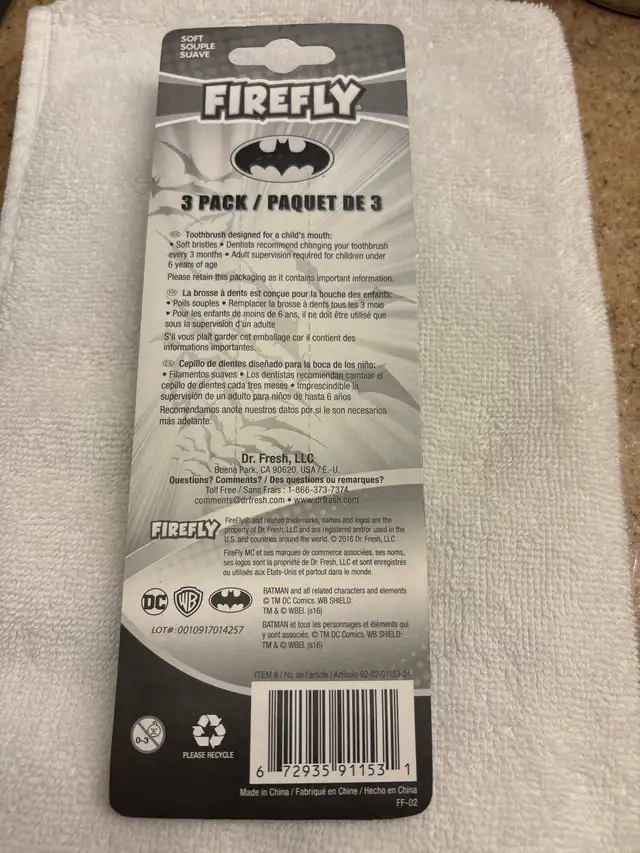 SOFT
SOUPLE
SUAVE
FIREFLY
3 PACK / PAQUET DE 3
EN Toothbrush designed for a child's mouth:
• Soft bristles • Dentists recommend changing your toothbrush
every 3 months • Adult supervision required for children under
6 years of age
Please retain this packaging as it contains important information.
FR La brosse à dents est conçue pour la bouche des enfants:
• Poils souples • Remplacer la brosse à dents tous les 3 mois
• Pour les enfants de moins de 6 ans, il ne doit être utilisé que
sous la supervision d'un adulte
S'il vous plaît garder cet emballage car il contient des
informations importantes.
ES Cepillo de dientes diseñado para la boca de los niño:
• Filamentos suaves • Los dentistas recomiendan cambiar el
cepillo de dientes cada tres meses • Imprescindible la
supervisión de un adulto para niños de hasta 6 años
Recomendamos anote nuestros datos por si le son necesarios
más adelante.
Dr. Fresh, LLC
Buena Park, CA 90620, USA / É.-U.
Questions? Comments? / Des questions ou remarques?
Toll Free / Sans Frais : 1-866-373-7374
comments@drfresh.com • www.drfresh.com
FIREFLY
FireFly® and related trademarks, names and logos are the
property of Dr. Fresh, LLC and are registered and/or used in the
U.S. and countries around the world. © 2016 Dr. Fresh, LLC
FireFly MC et ses marques de commerce associées, ses noms,
ses logos sont la propriété de Dr. Fresh, LLC et sont enregistrés
ou utilisés aux Etats-Unis et partout dans le monde.
DC WB
BATMAN and all related characters and elements
© TM DC Comics. WB SHIELD:
TM & © WBEI. (s16)
LOT#: 0010917014257
BATMAN et tous les personnages et éléments qui
y sont associés. © TM DC Comics. WB SHIELD:
TM & © WBEI. (s16)
ITEM # / No de l'article / Artículo 92-02-01153-24
0-3
PLEASE RECYCLE
6 72935 91153 1
Made in China / Fabriqué en Chine / Hecho en China
FF-02